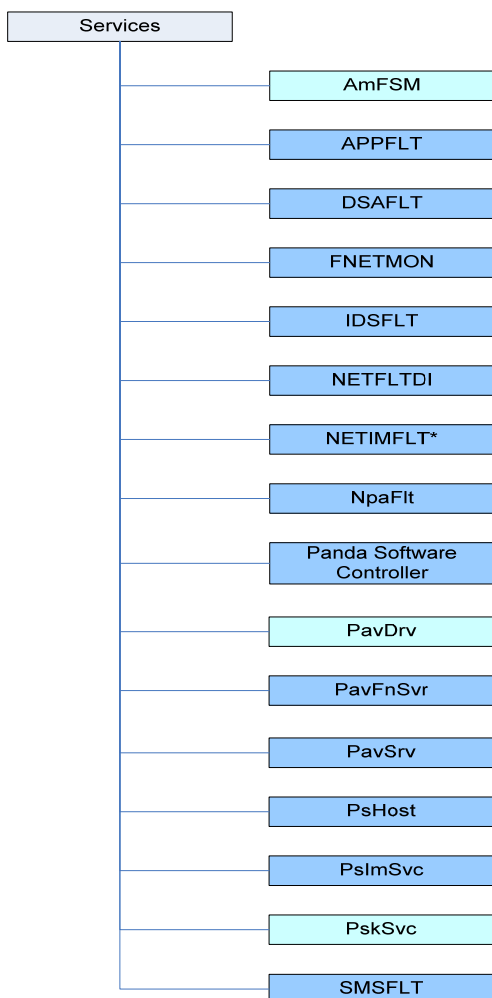 Services
AmFSM
APPFLT
DSAFLT
FNETMON
IDSFLT
NETFLTDI
NETIMFLT*
NpaFlt
Panda Software
Controller
PavDrv
PavFnSvr
PavSrv
PsHost
PsImSvc
PskSvc
SMSFLT